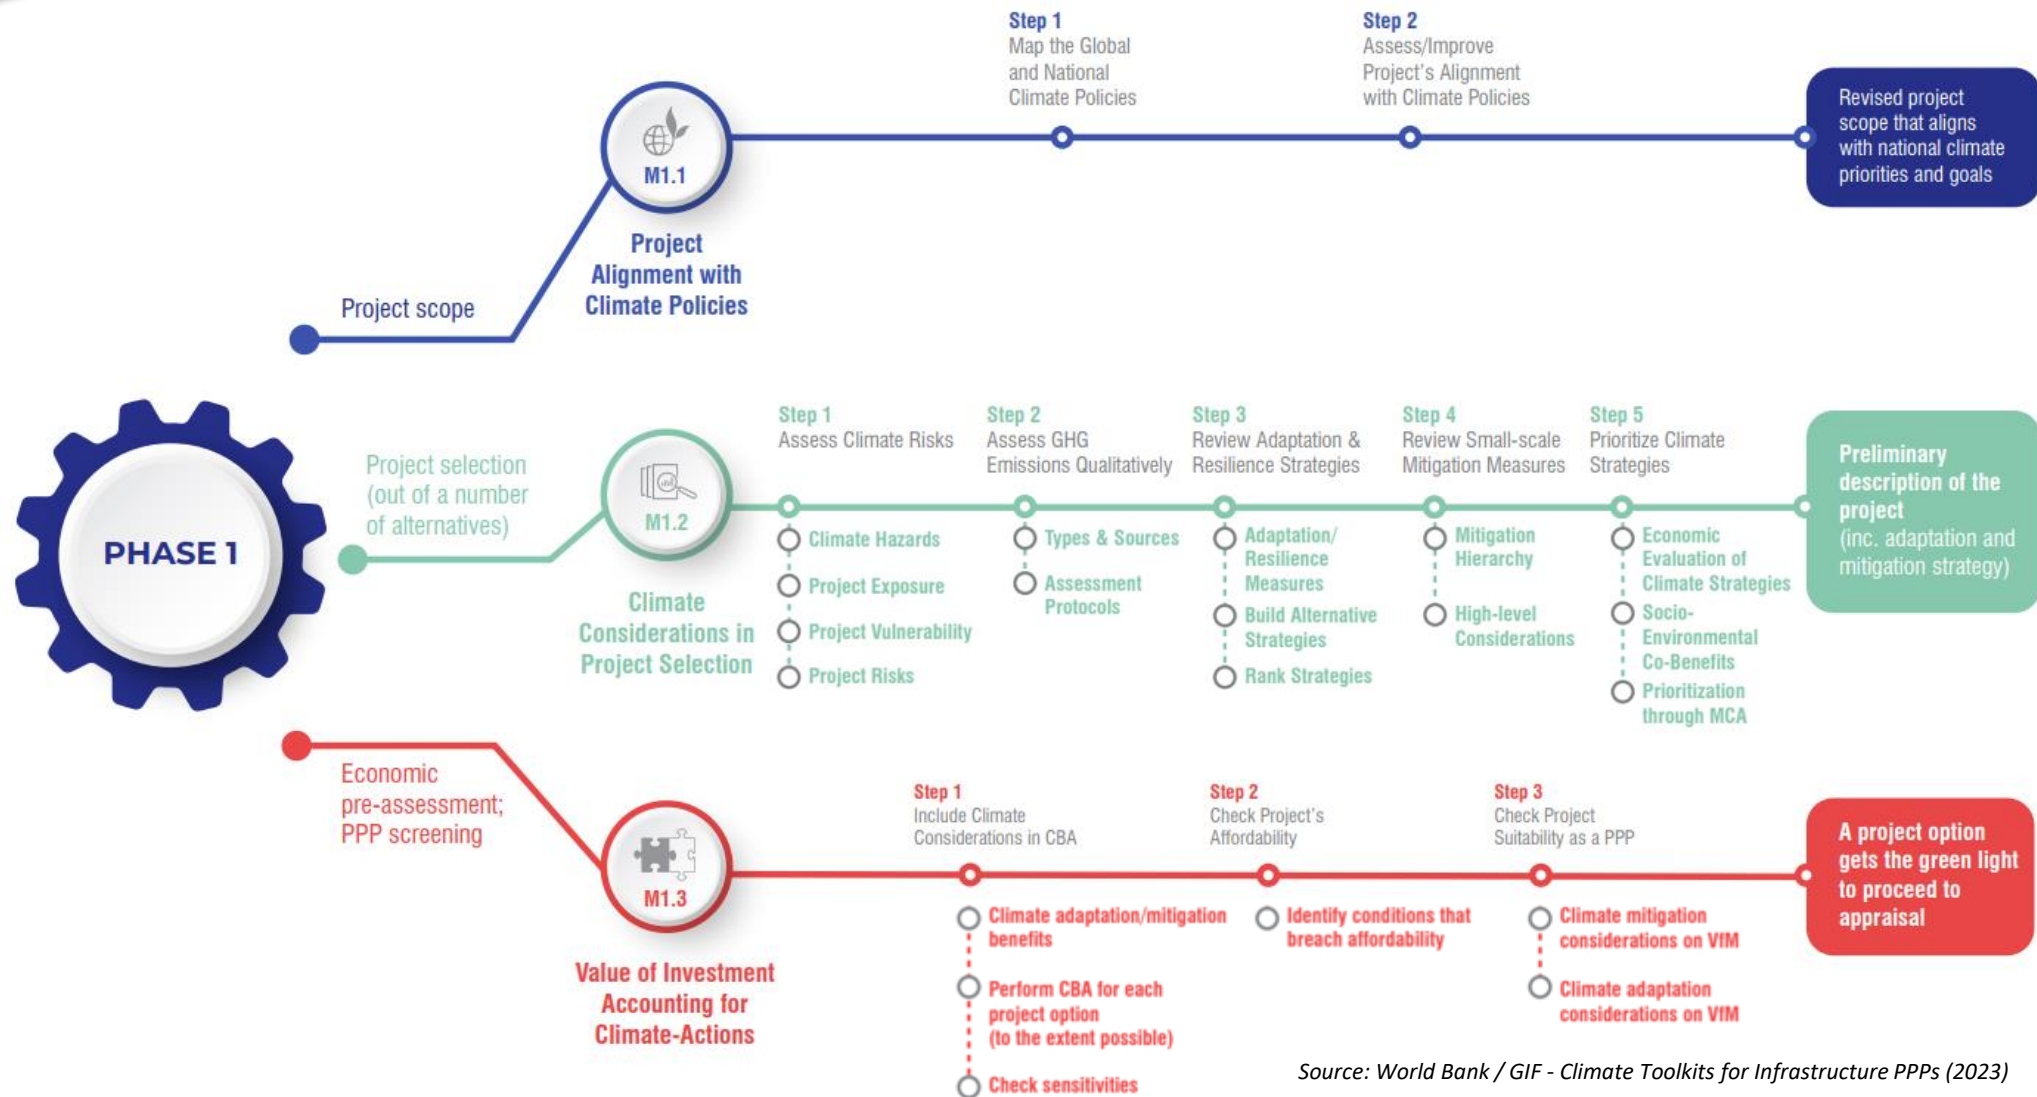 PHASE 1
Project scope
M1.1
Project
Alignment with
Climate Policies
Step 1
Map the Global
and National
Climate Policies
Step 2
Assess/Improve
Project's Alignment
with Climate Policies
Revised project
scope that aligns
with national climate
priorities and goals
Project selection
(out of a number
of alternatives)
M1.2
Climate
Considerations in
Project Selection
Step 1
Assess Climate Risks
Climate Hazards
Project Exposure
Project Vulnerability
Project Risks
Step 2
Assess GHG
Emissions Qualitatively
Types & Sources
Assessment
Protocols
Step 3
Review Adaptation &
Resilience Strategies
Adaptation/
Resilience
Measures
Build Alternative
Strategies
Rank Strategies
Step 4
Review Small-scale
Mitigation Measures
Mitigation
Hierarchy
High-level
Considerations
Step 5
Prioritize Climate
Strategies
Economic
Evaluation of
Climate Strategies
Socio-
Environmental
Co-Benefits
Prioritization
through MCA
Preliminary
description of the
project
(inc. adaptation and
mitigation strategy)
Economic
pre-assessment;
PPP screening
M1.3
Value of Investment
Accounting for
Climate-Actions
Step 1
Include Climate
Considerations in CBA
Climate adaptation/mitigation
benefits
Perform CBA for each
project option
(to the extent possible)
Check sensitivities
Step 2
Check Project's
Affordability
Identify conditions that
breach affordability
Step 3
Check Project
Suitability as a PPP
Climate mitigation
considerations on VfM
Climate adaptation
considerations on VfM
A project option
gets the green light
to proceed to
appraisal
Source: World Bank / GIF - Climate Toolkits for Infrastructure PPPs (2023)